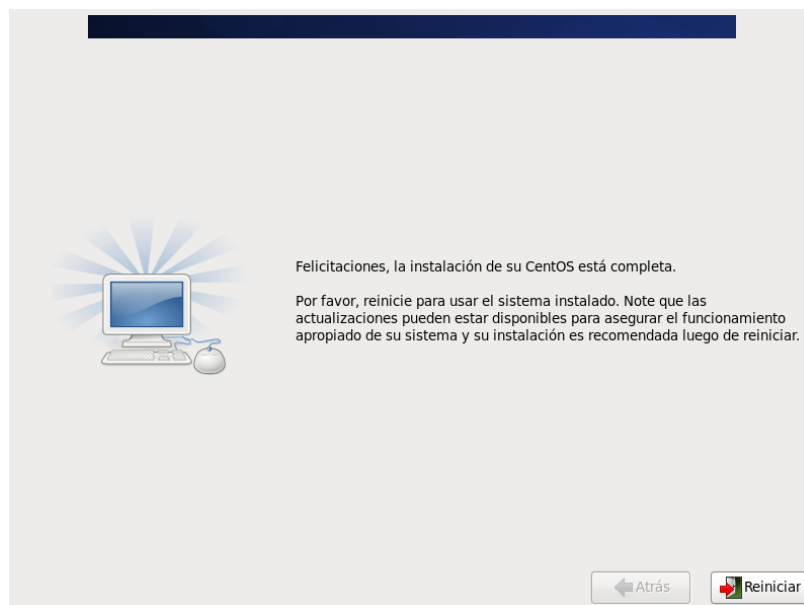 Felicitaciones, la instalación de su CentOS está completa.
Por favor, reinicie para usar el sistema instalado. Note que las
actualizaciones pueden estar disponibles para asegurar el funcionamiento
apropiado de su sistema y su instalación es recomendada luego de reiniciar.
Atrás
Reiniciar